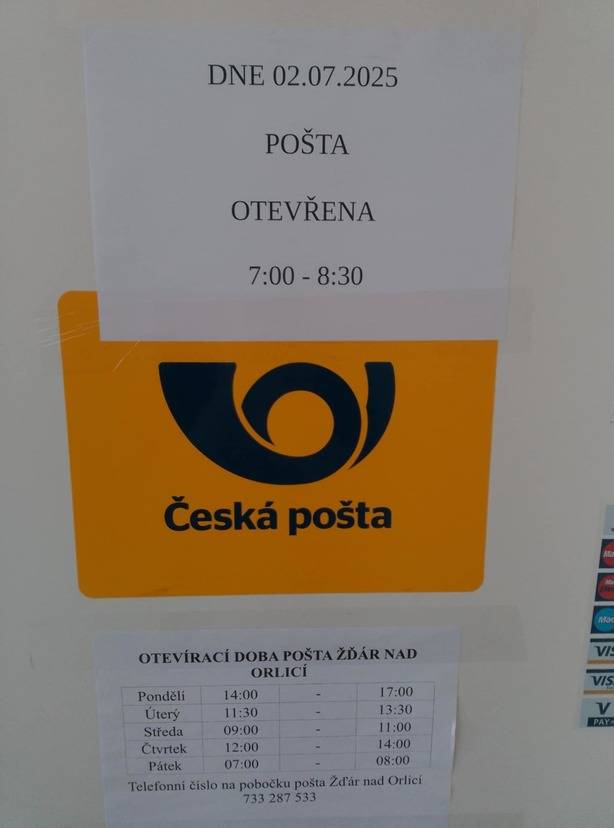 DNE 02.07.2025
POŠTA
OTEVŘENA
7:00 - 8:30
Česká pošta
OTEVÍRACÍ DOBA POŠTA ŽĎÁR NAD
ORLICÍ
Pondělí 14:00 - 17:00
Úterý 11:30 - 13:30
Středa 09:00 - 11:00
Čtvrtek 12:00 - 14:00
Pátek 07:00 - 08:00
Telefonní číslo na pobočku pošta Žďár nad Orlicí
733 287 533
VISA
PAY